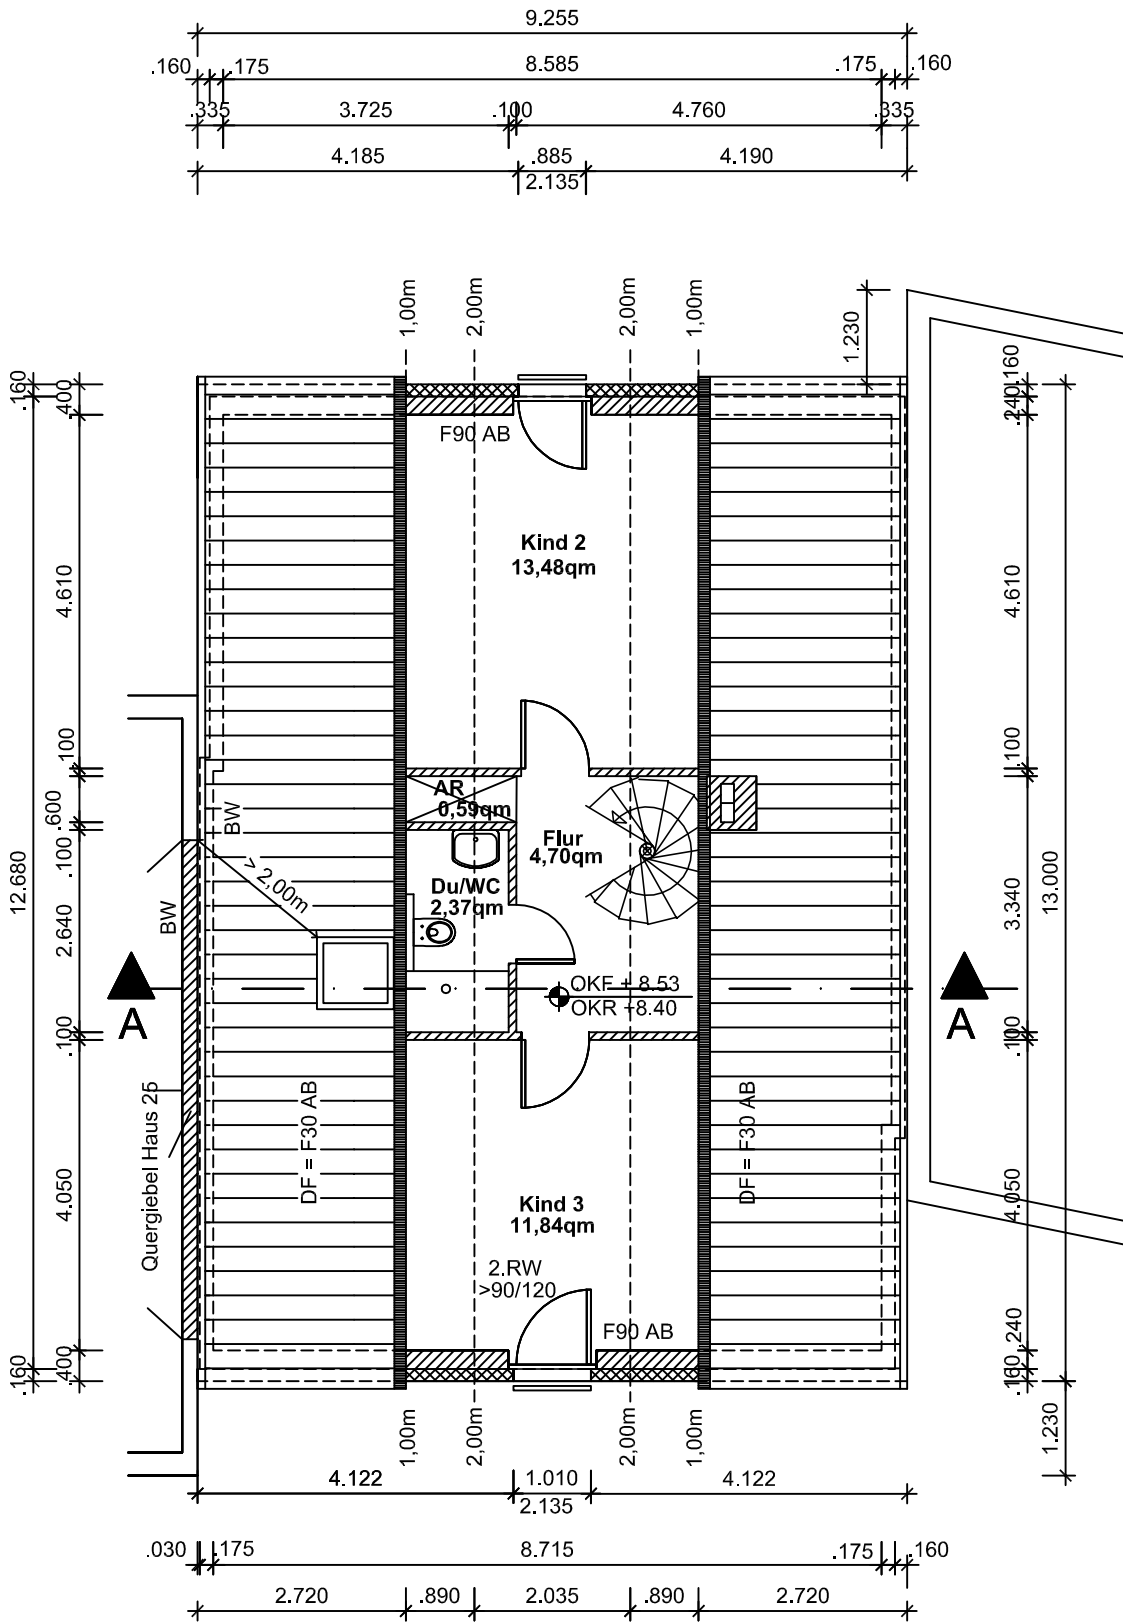 9.255
.160 .175 8.585 .175 .160
.335 3.725 .100 4.760 .335
4.185 .885 4.190
2.135
1,00m 2,00m 2,00m 1,00m
1.230
.160 .400 .160
.240
F90 AB
Kind 2
13,48qm
4.610 4.610
.100 .100
AR
0,59qm
.600
BW
Flur
4,70qm
.100
> 2,00m
Du/WC
2,37qm
12.680 2.640 BW 3.340 13.000
OKF + 8.53
OKR +8.40
A A
.100 .100
Quergiebel Haus 25
DF = F30 AB DF = F30 AB
4.050 4.050
Kind 3
11,84qm
2.RW
>90/120
F90 AB
.240
.160 .400 .160
1,00m 2,00m 2,00m 1,00m
1.230
4.122 1.010 4.122
2.135
.030 .175 8.715 .175 .160
2.720 .890 2.035 .890 2.720